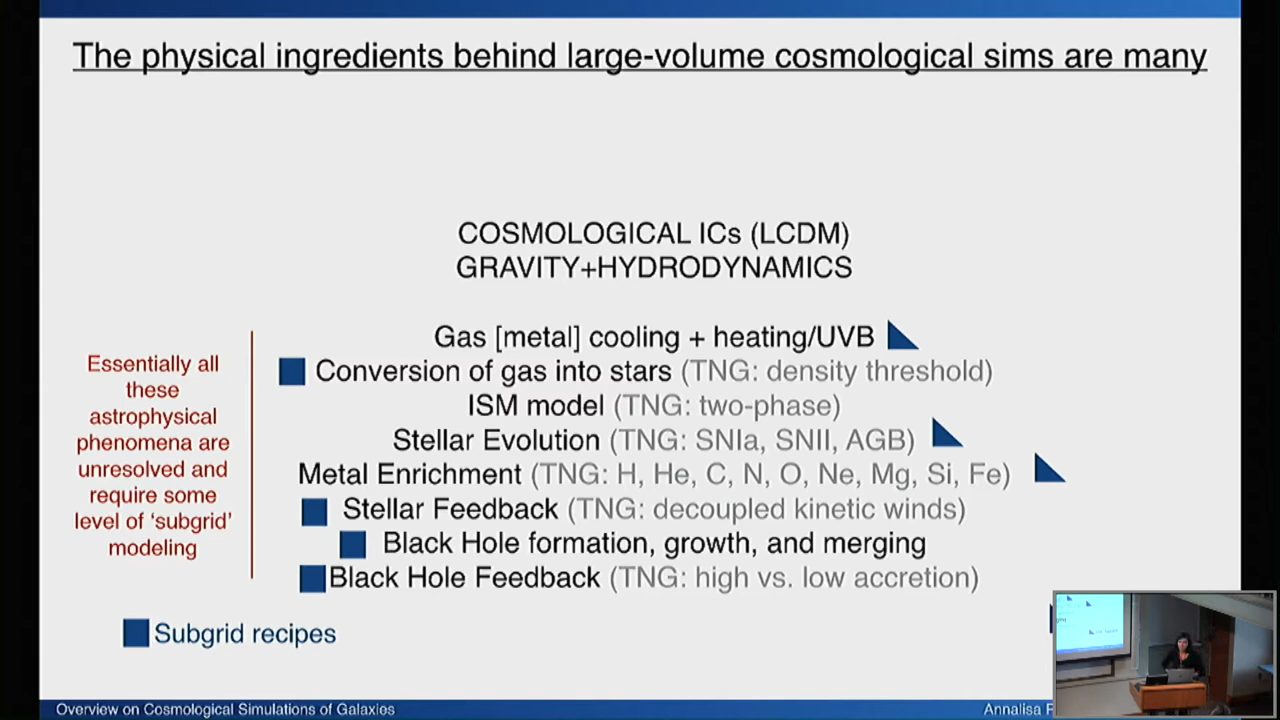 The physical ingredients behind large-volume cosmological sims are many
COSMOLOGICAL ICs (LCDM)
GRAVITY+HYDRODYNAMICS
Gas [metal] cooling + heating/UVB
Conversion of gas into stars (TNG: density threshold)
ISM model (TNG: two-phase)
Stellar Evolution (TNG: SNIa, SNII, AGB)
Metal Enrichment (TNG: H, He, C, N, O, Ne, Mg, Si, Fe)
Stellar Feedback (TNG: decoupled kinetic winds)
Black Hole formation, growth, and merging
Black Hole Feedback (TNG: high vs. low accretion)
Essentially all
these
astrophysical
phenomena are
unresolved and
require some
level of ‘subgrid’
modeling
Subgrid recipes
Overview on Cosmological Simulations of Galaxies
Annalisa